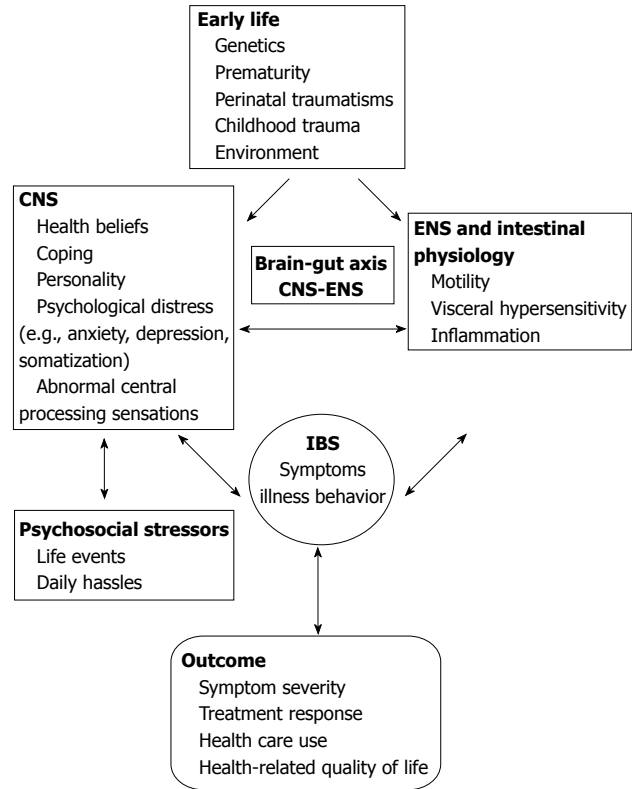 Early life
Genetics
Prematurity
Perinatal traumatisms
Childhood trauma
Environment
CNS
Health beliefs
Coping
Personality
Psychological distress
(e.g., anxiety, depression,
somatization)
Abnormal central
processing sensations
Brain-gut axis
CNS-ENS
ENS and intestinal
physiology
Motility
Visceral hypersensitivity
Inflammation
IBS
Symptoms
illness behavior
Psychosocial stressors
Life events
Daily hassles
Outcome
Symptom severity
Treatment response
Health care use
Health-related quality of life